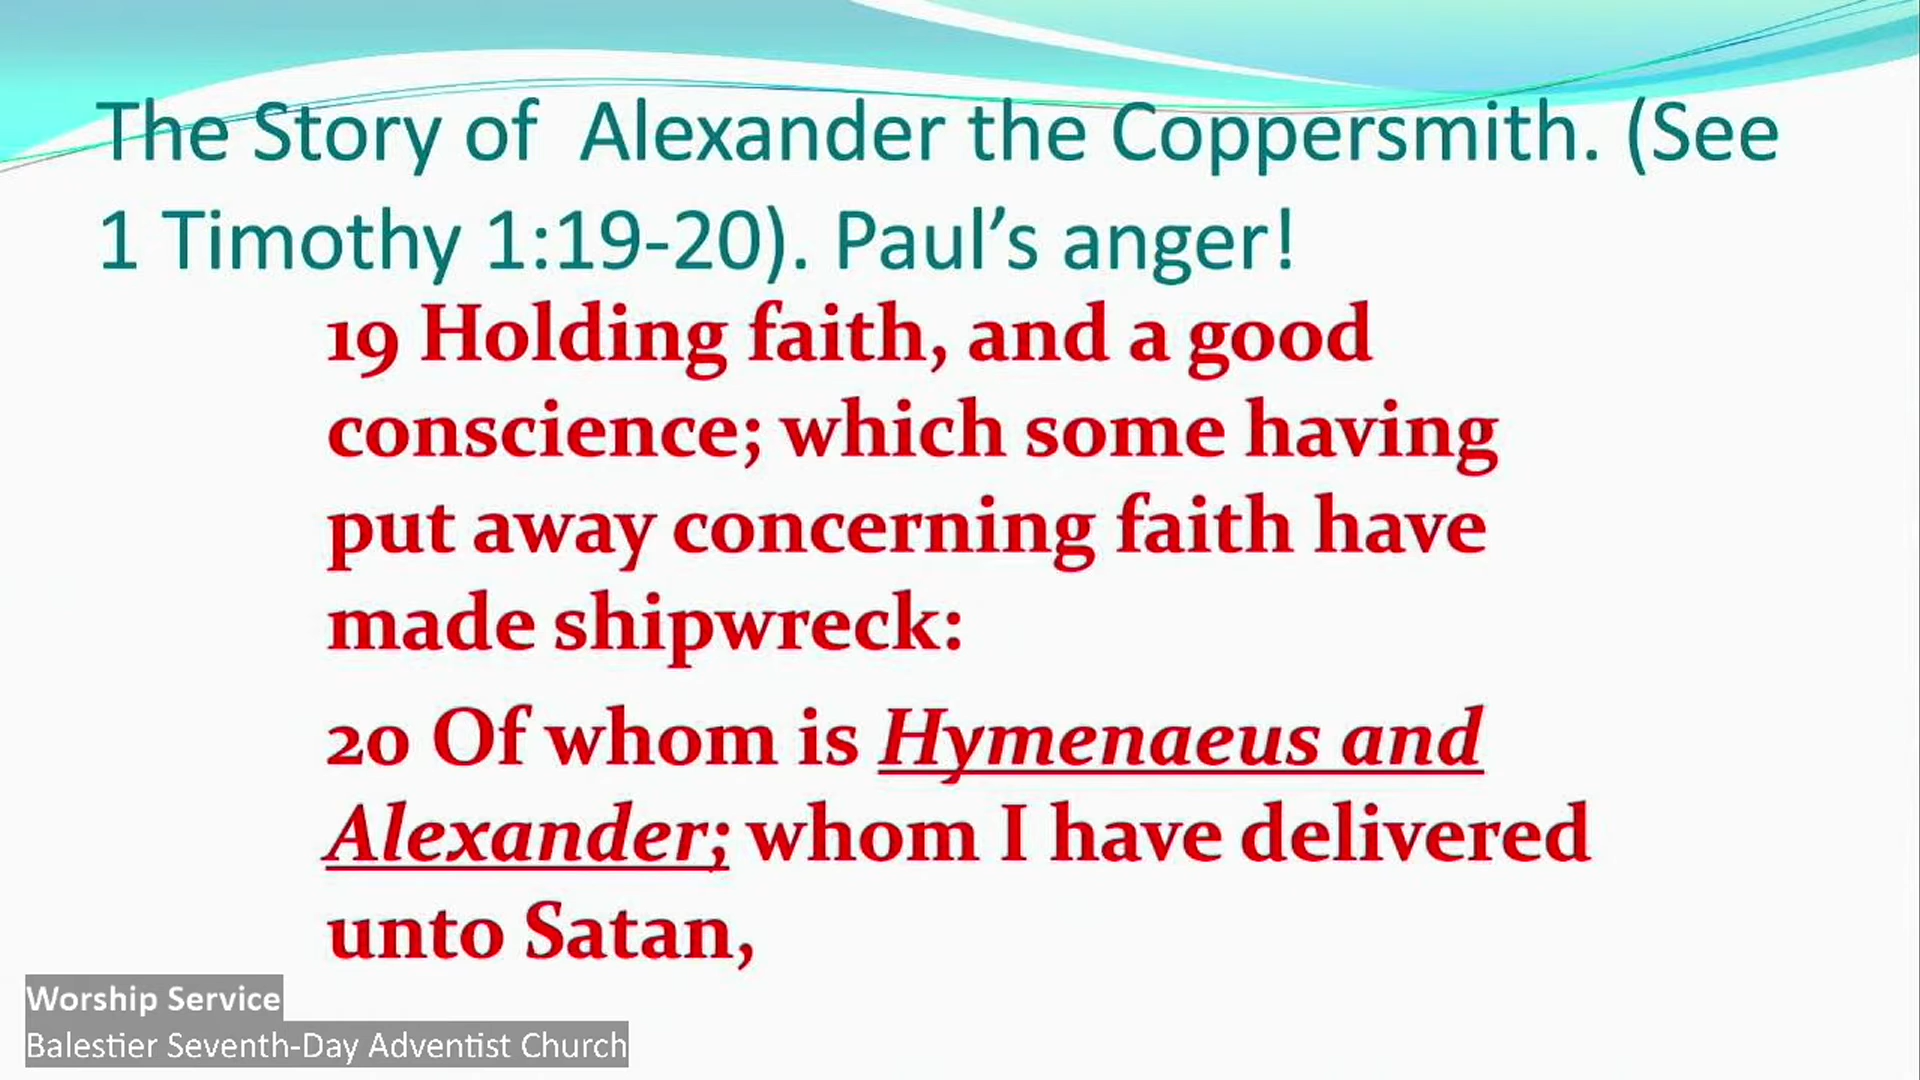 The Story of  Alexander the Coppersmith. (See
1 Timothy 1:19-20). Paul’s anger!
19 Holding faith, and a good
conscience; which some having
put away concerning faith have
made shipwreck:
20 Of whom is Hymenaeus and
Alexander; whom I have delivered
unto Satan,
Worship Service
Balestier Seventh-Day Adventist Church